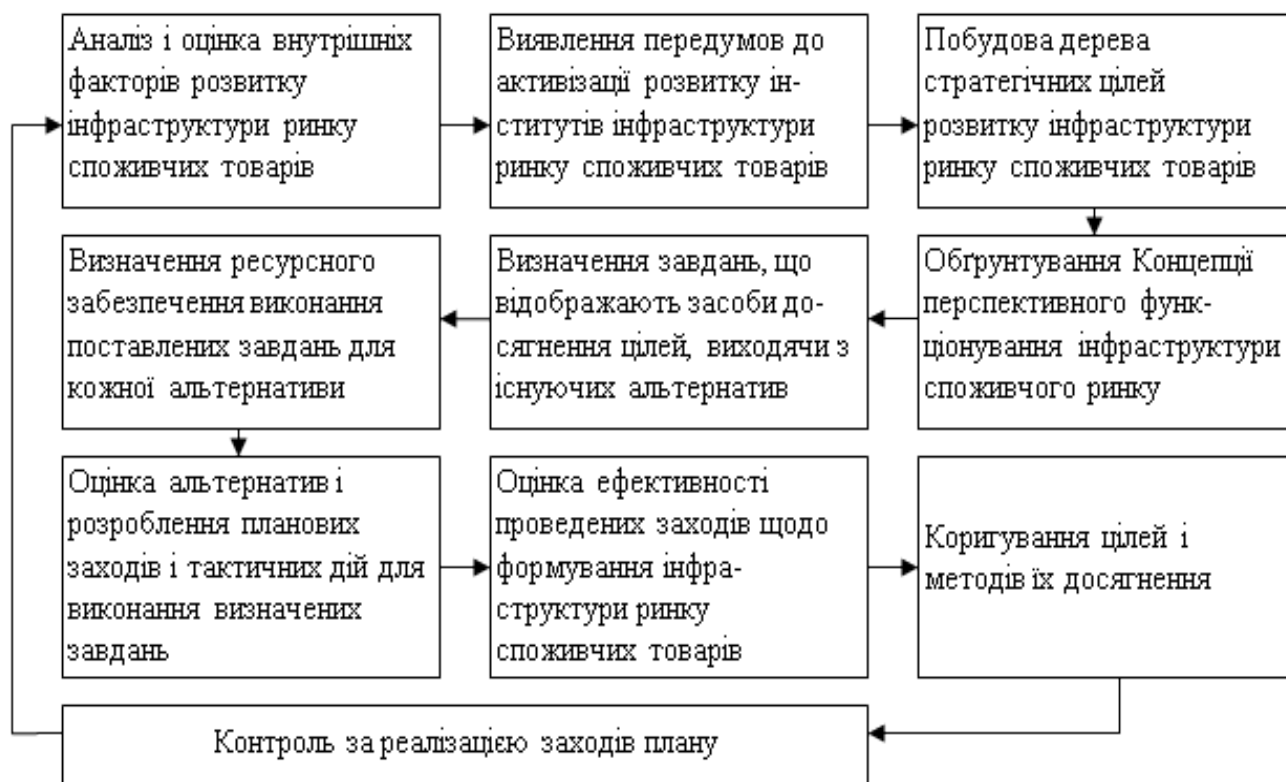 Аналіз і оцінка внутрішніх
факторів розвитку
інфраструктури ринку
споживчих товарів
Виявлення передумов до
активізації розвитку ін-
ститутів інфраструктури
ринку споживчих товарів
Побудова дерева
стратегічних цілей
розвитку інфраструктури
ринку споживчих товарів
Обґрунтування Концепції
перспективного функ-
ціонування інфраструктури
споживчого ринку
Визначення завдань, що
відображають засоби до-
сягнення цілей, виходячи з
існуючих альтернатив
Визначення ресурсного
забезпечення виконання
поставлених завдань для
кожної альтернативи
Оцінка альтернатив і
розроблення планових
заходів і тактичних дій для
виконання визначених
завдань
Оцінка ефективності
проведених заходів щодо
формування інфра-
структури ринку
споживчих товарів
Коригування цілей і
методів їх досягнення
Контроль за реалізацією заходів плану